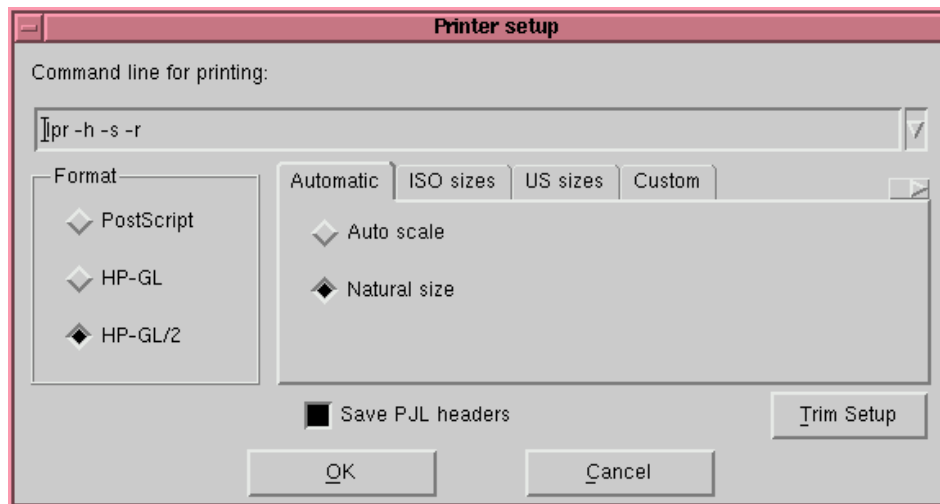 Printer setup
Command line for printing:
lpr -h -s -r
Format
PostScript
HP-GL
HP-GL/2
Automatic ISO sizes US sizes Custom
Auto scale
Natural size
Save PJL headers
Trim Setup
OK Cancel